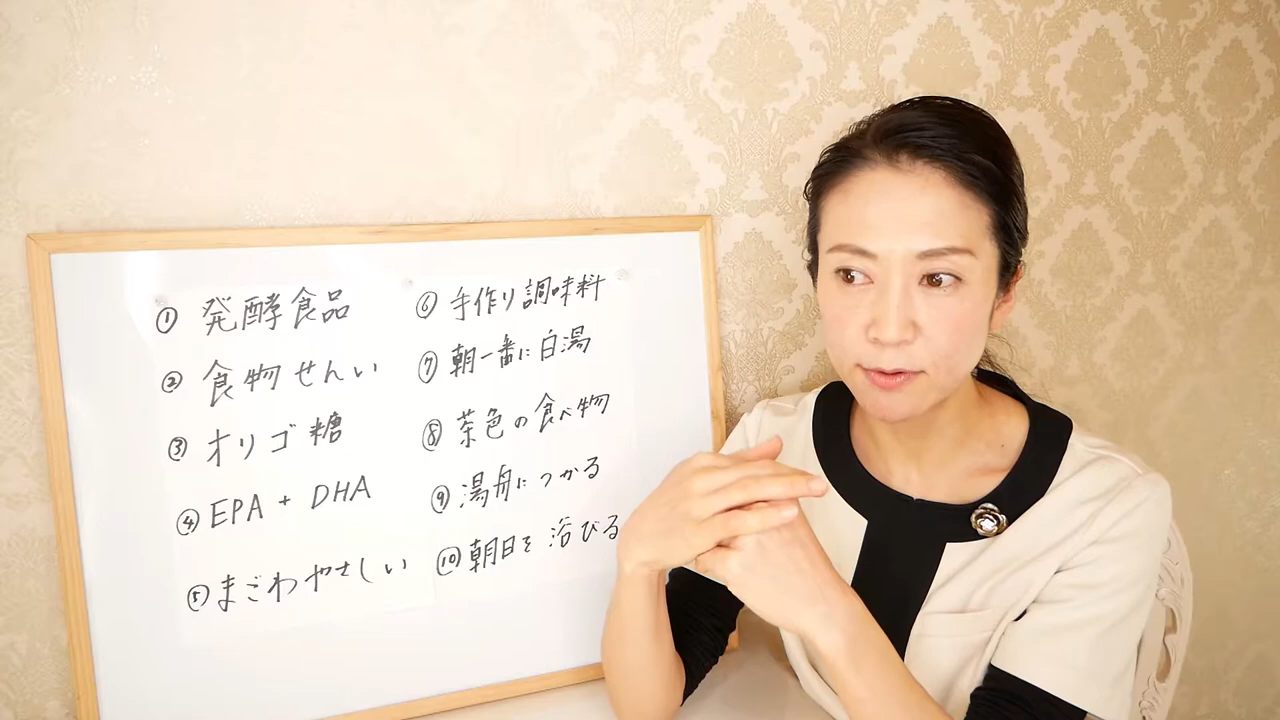 ① 発酵食品
② 食物せんい
③ オリゴ糖
④ EPA + DHA
⑤ まごわやさしい
⑥ 手作り調味料
⑦ 朝一番に白湯
⑧ 茶色の食べ物
⑨ 湯舟につかる
⑩ 朝日を浴びる